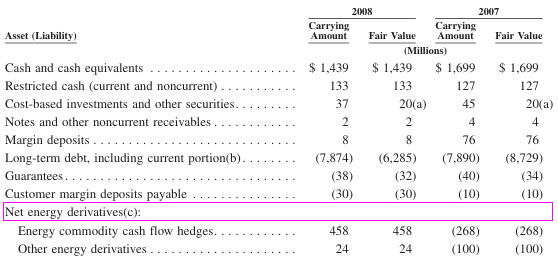 2008 2007
Asset (Liability) Carrying Amount Fair Value Carrying Amount Fair Value
(Millions)
Cash and cash equivalents . . . . . . . . . . . . . . . . . . . . . $ 1,439 $ 1,439 $ 1,699 $ 1,699
Restricted cash (current and noncurrent) . . . . . . . . . . . 133 133 127 127
Cost-based investments and other securities. . . . . . . . . 37 20(a) 45 20(a)
Notes and other noncurrent receivables . . . . . . . . . . . . 2 2 4 4
Margin deposits . . . . . . . . . . . . . . . . . . . . . . . . . . . . . 8 8 76 76
Long-term debt, including current portion(b). . . . . . . . (7,874) (6,285) (7,890) (8,729)
Guarantees. . . . . . . . . . . . . . . . . . . . . . . . . . . . . . . . . (38) (32) (40) (34)
Customer margin deposits payable . . . . . . . . . . . . . . . (30) (30) (10) (10)
Net energy derivatives(c):
Energy commodity cash flow hedges. . . . . . . . . . . . 458 458 (268) (268)
Other energy derivatives . . . . . . . . . . . . . . . . . . . . . 24 24 (100) (100)